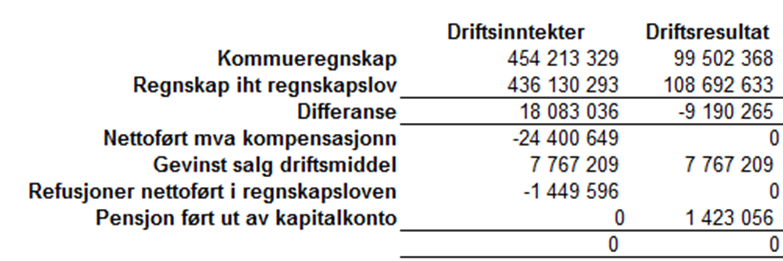 Driftsinntekter Driftsresultat
Kommueregnskap 454 213 329 99 502 368
Regnskap iht regnskapslov 436 130 293 108 692 633
Differanse 18 083 036 -9 190 265
Nettoført mva kompensasjonn -24 400 649 0
Gevinst salg driftsmiddel 7 767 209 7 767 209
Refusjoner nettoført i regnskapsloven -1 449 596 0
Pensjon ført ut av kapitalkonto 0 1 423 056
0 0